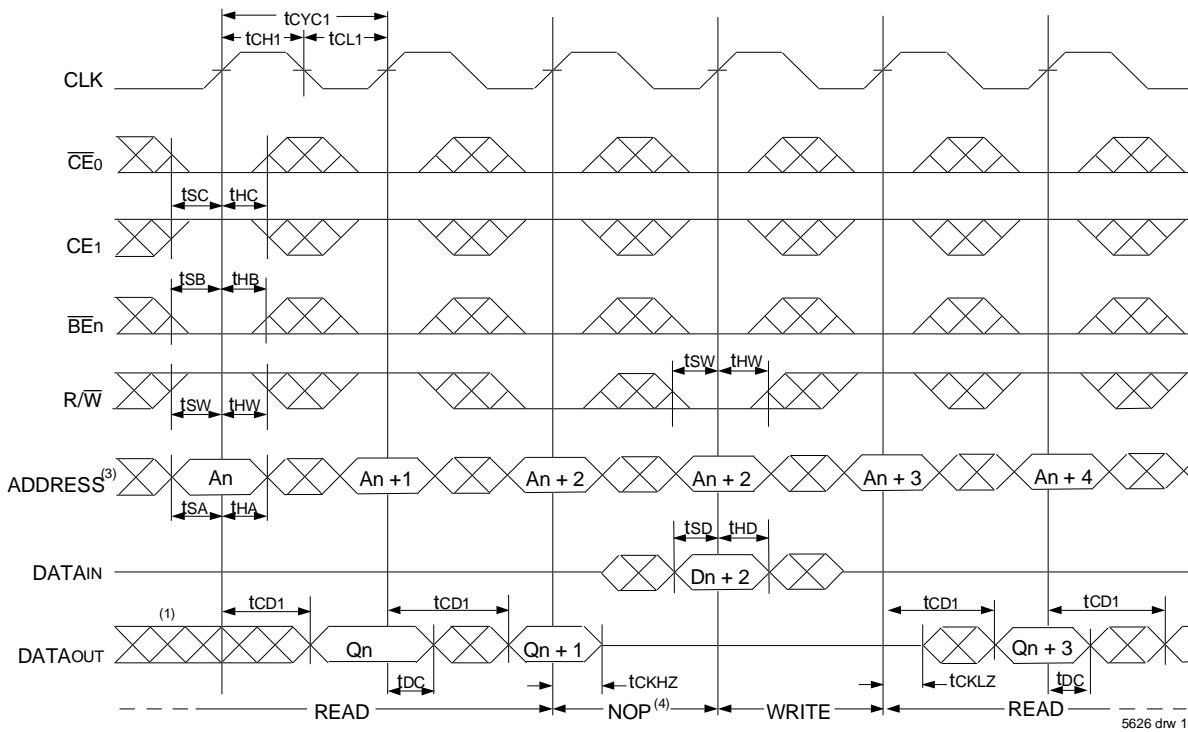 tCYC1
tCH1 tCL1
CLK
CE0
tSC tHC
CE1
tSB tHB
BEn
tSW tHW
R/W
tSW tHW
ADDRESS(3) An An +1 An + 2 An + 2 An + 3 An + 4
tSA tHA
tSD tHD
DATAIN Dn + 2
(1) tCD1 tCD1 tCD1 tCD1
DATAOUT Qn Qn + 1 Qn + 3
tDC tCKHZ tCKLZ tDC
READ NOP(4) WRITE READ
5626 drw 1